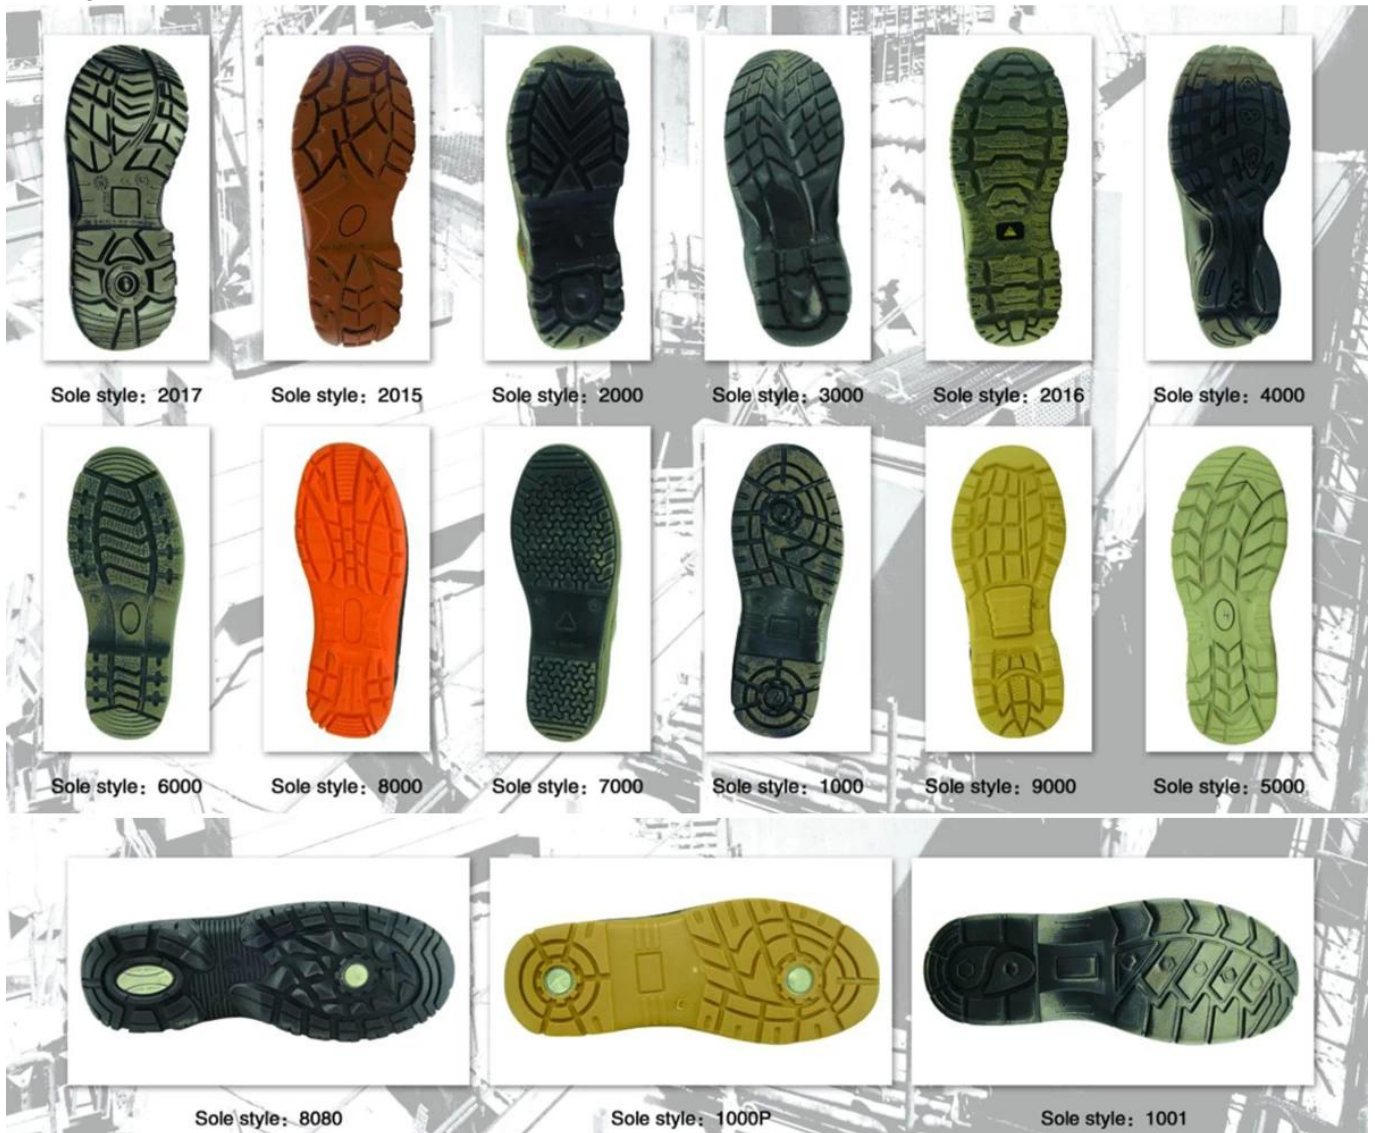 Sole style：2017
Sole style：2015
Sole style：2000
Sole style：3000
Sole style：2016
Sole style：4000
Sole style：6000
Sole style：8000
Sole style：7000
Sole style：1000
Sole style：9000
Sole style：5000
Sole style：8080
Sole style：1000P
Sole style：1001